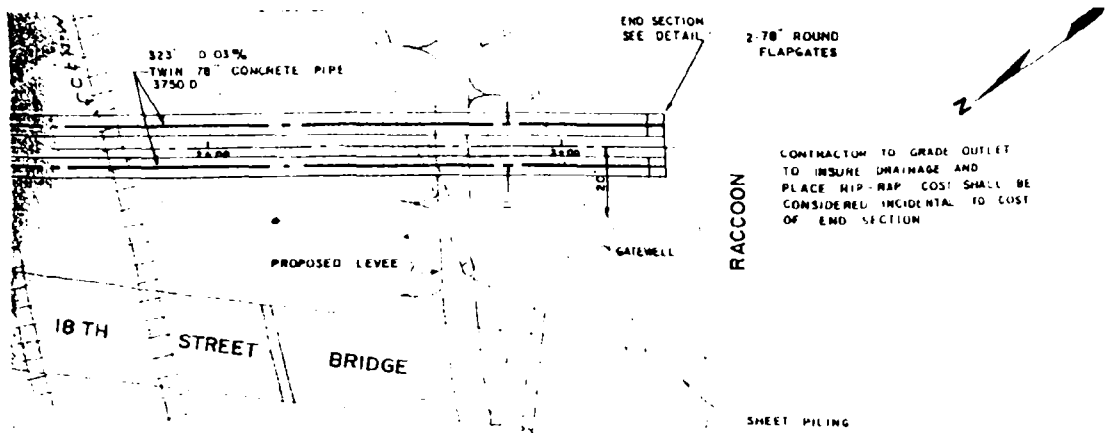 END SECTION
SEE DETAIL
2-78" ROUND
FLAPGATES
323' 0.03%
TWIN 78" CONCRETE PIPE
3750 D
N
CONTRACTOR TO GRADE OUTLET
TO INSURE DRAINAGE AND
PLACE RIP-RAP COST SHALL BE
CONSIDERED INCIDENTAL TO COST
OF END SECTION
20'
GATEWELL
RACCOON
PROPOSED LEVEE
18TH STREET BRIDGE
SHEET PILING